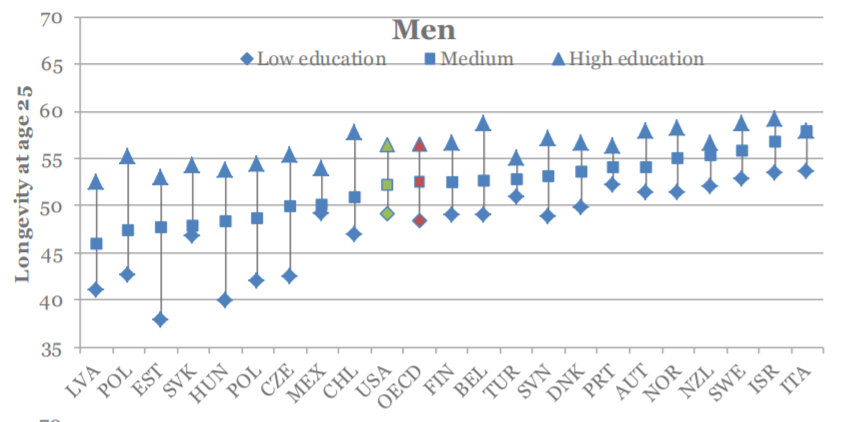 Men
Low education Medium High education
Longevity at age 25
70
65
60
55
50
45
40
35
LVA POL EST SVK HUN POL CZE MEX CHL USA OECD FIN BEL TUR SVN DNK PRT AUT NOR NZL SWE ISR ITA